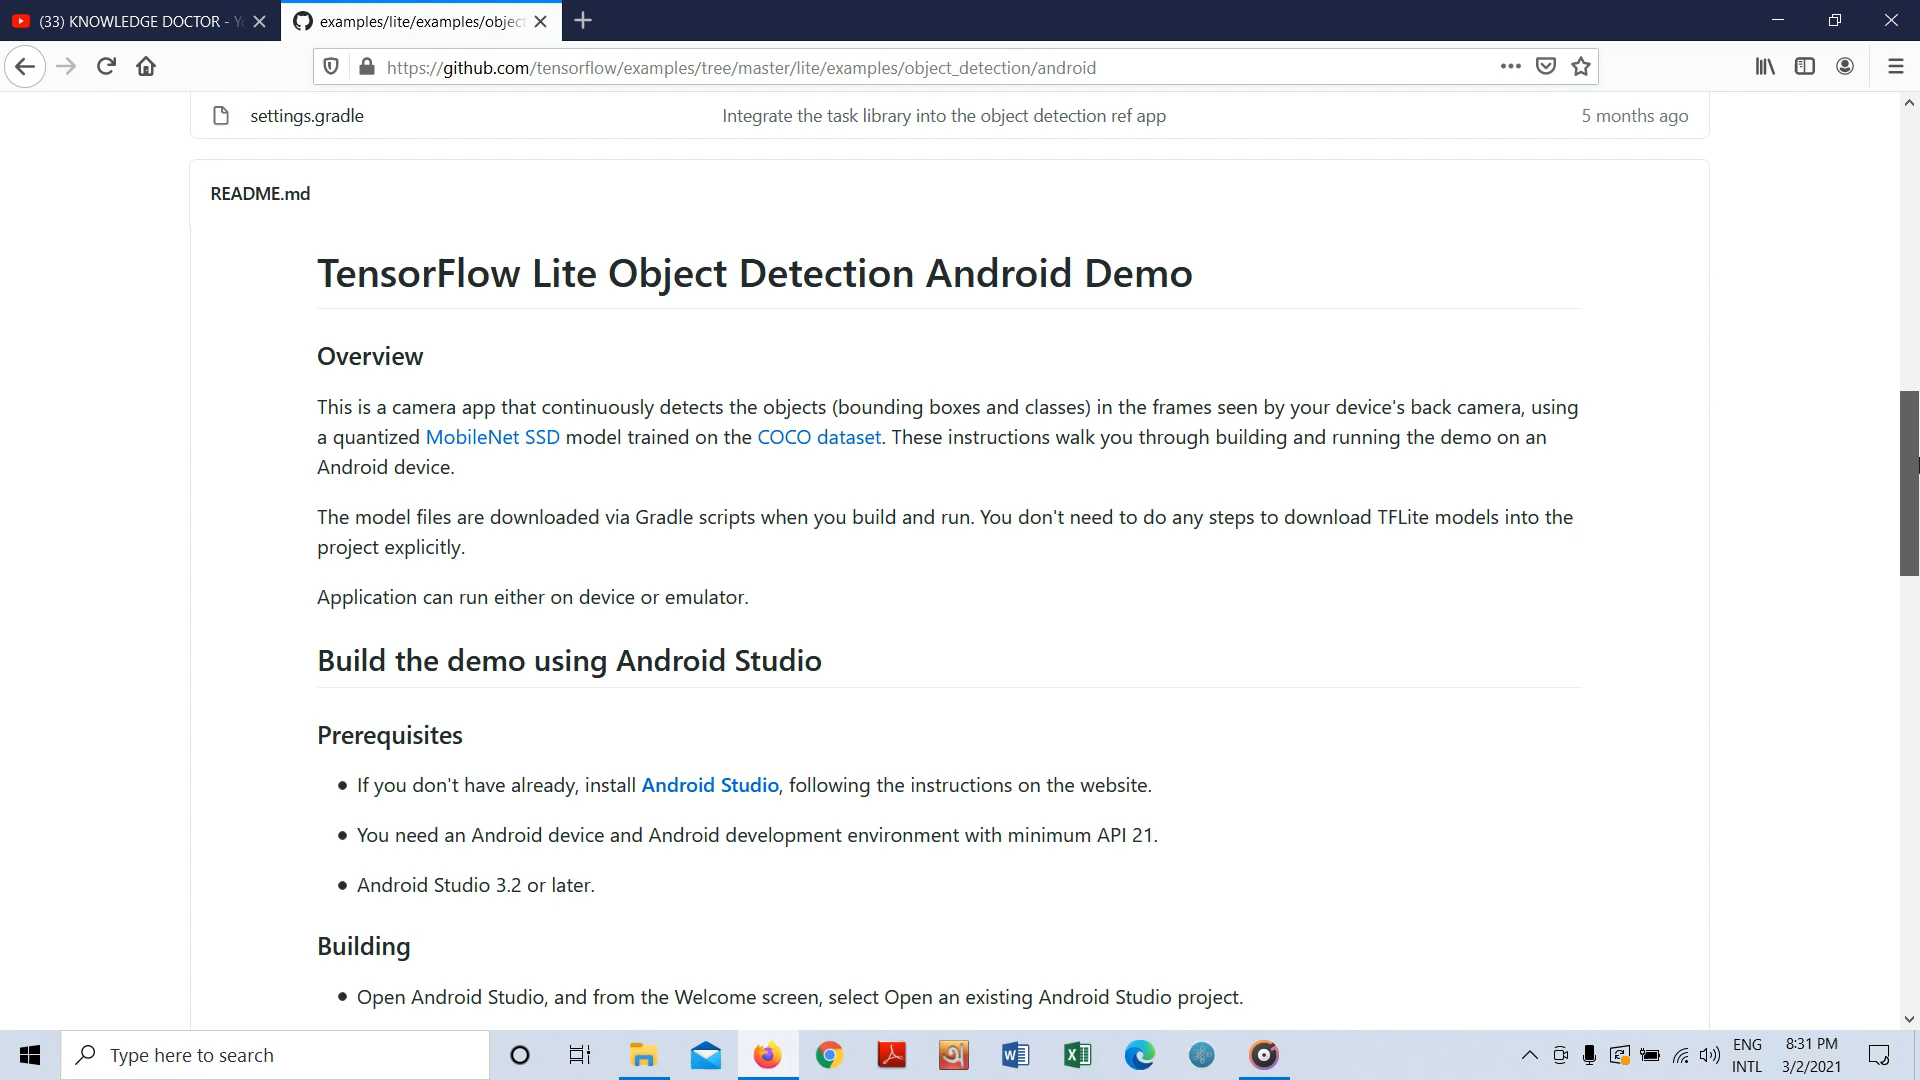 (33) KNOWLEDGE DOCTOR - Yo
examples/lite/examples/object
https://github.com/tensorflow/examples/tree/master/lite/examples/object_detection/android
settings.gradle
Integrate the task library into the object detection ref app
5 months ago
README.md
TensorFlow Lite Object Detection Android Demo
Overview
This is a camera app that continuously detects the objects (bounding boxes and classes) in the frames seen by your device's back camera, using
a quantized MobileNet SSD model trained on the COCO dataset. These instructions walk you through building and running the demo on an
Android device.
The model files are downloaded via Gradle scripts when you build and run. You don't need to do any steps to download TFLite models into the
project explicitly.
Application can run either on device or emulator.
Build the demo using Android Studio
Prerequisites
If you don't have already, install Android Studio, following the instructions on the website.
You need an Android device and Android development environment with minimum API 21.
Android Studio 3.2 or later.
Building
Open Android Studio, and from the Welcome screen, select Open an existing Android Studio project.
Type here to search
ENG
INTL
8:31 PM
3/2/2021